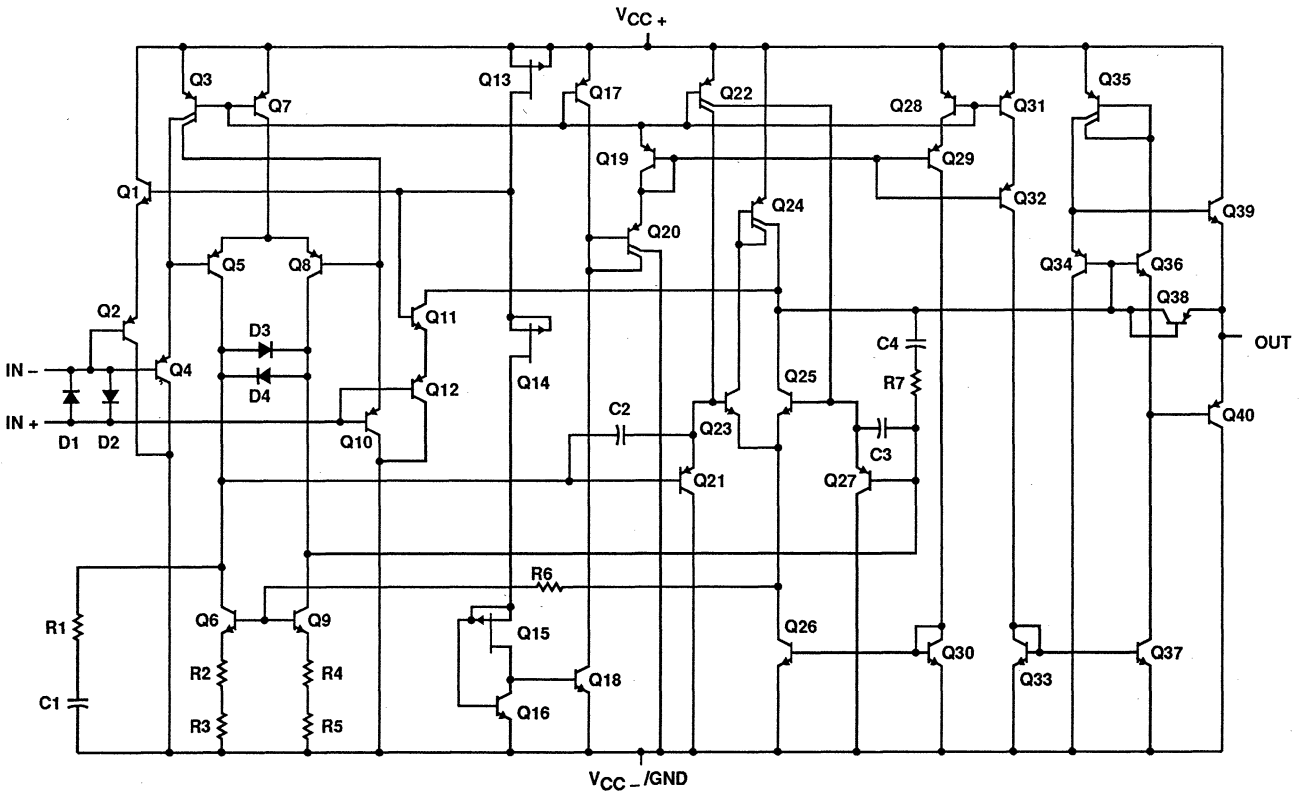 VCC+
Q3
Q7
Q13
Q17
Q22
Q28
Q31
Q35
Q19
Q29
Q1
Q32
Q24
Q39
Q20
Q5
Q8
Q34
Q36
Q38
Q2
Q11
D3
C4
OUT
IN –
Q4
Q14
D4
Q12
R7
Q25
IN +
D1
D2
Q10
C2
Q23
C3
Q40
Q21
Q27
R6
R1
Q6
Q9
Q15
Q26
Q30
Q33
Q37
R2
R4
Q18
C1
R3
R5
Q16
VCC – /GND